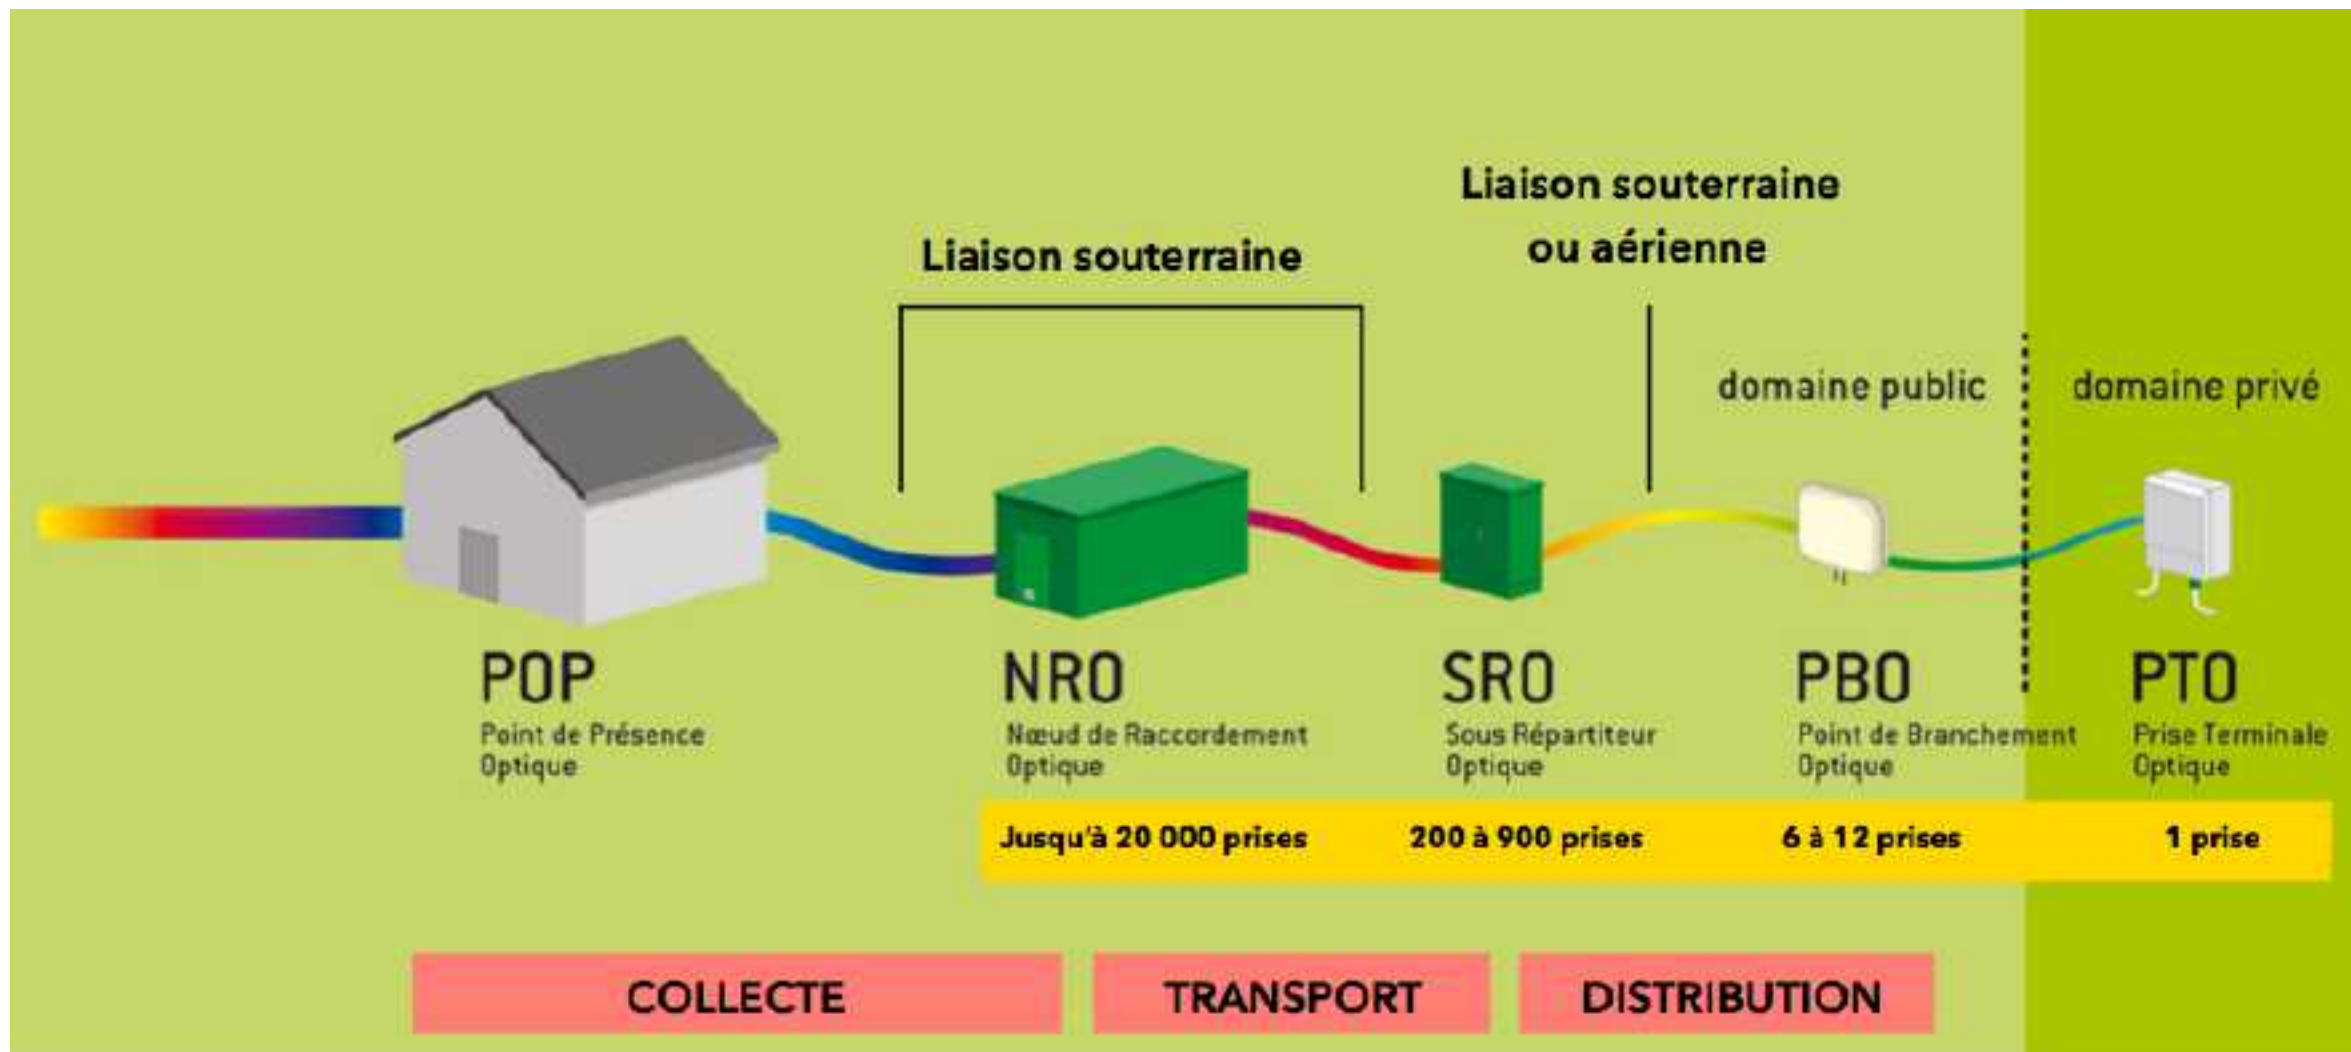 Liaison souterraine
ou aérienne
Liaison souterraine
domaine public
domaine privé
POP
Point de Présence
Optique
NRO
Nœud de Raccordement
Optique
SRO
Sous Répartiteur
Optique
PBO
Point de Branchement
Optique
PTO
Prise Terminale
Optique
Jusqu'à 20 000 prises
200 à 900 prises
6 à 12 prises
1 prise
COLLECTE
TRANSPORT
DISTRIBUTION